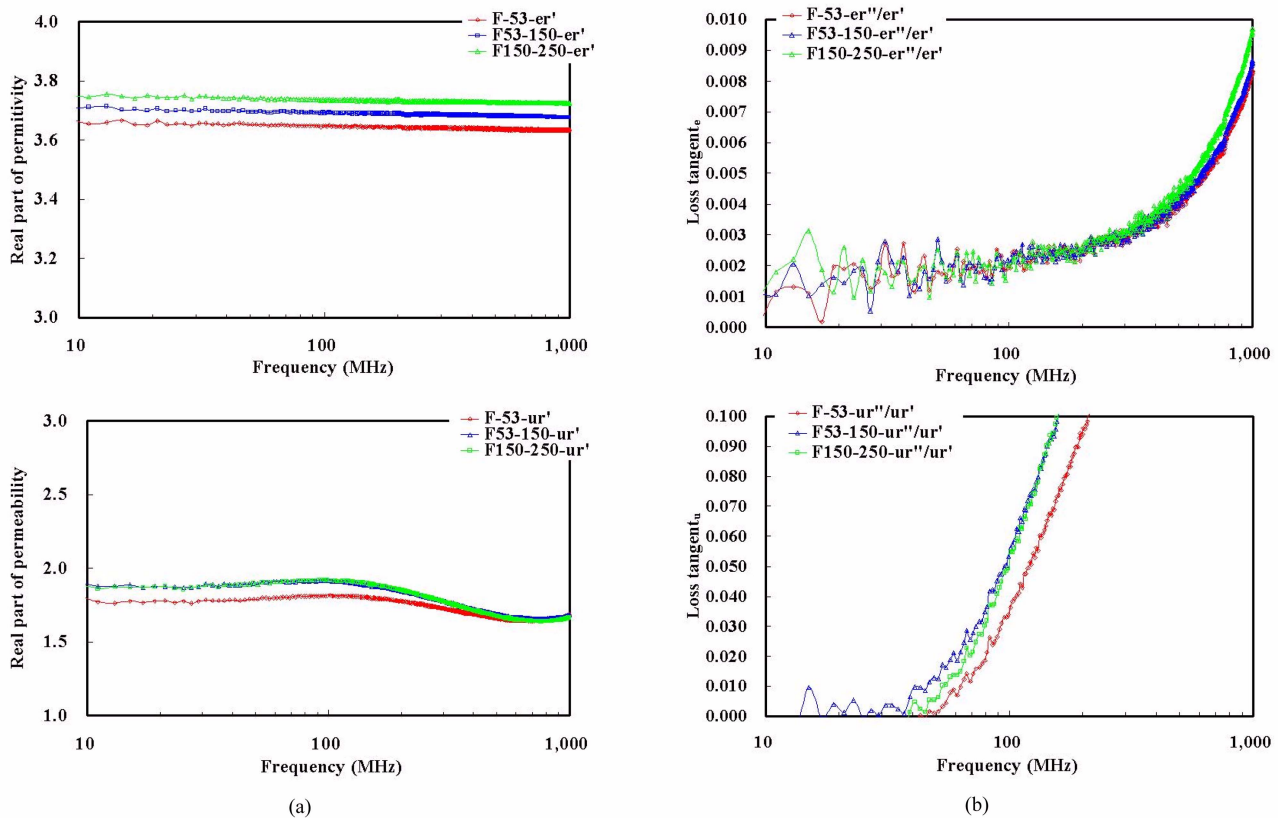 F-53-er'
F53-150-er'
F150-250-er'
Real part of permitivity
4.0
3.8
3.6
3.4
3.2
3.0
10
100
1,000
Frequency (MHz)
F-53-er''/er'
F53-150-er''/er'
F150-250-er''/er'
Loss tangente
0.010
0.009
0.008
0.007
0.006
0.005
0.004
0.003
0.002
0.001
0.000
10
100
1,000
Frequency (MHz)
F-53-ur'
F53-150-ur'
F150-250-ur'
Real part of permeability
3.0
2.5
2.0
1.5
1.0
10
100
1,000
Frequency (MHz)
(a)
F-53-ur''/ur'
F53-150-ur''/ur'
F150-250-ur''/ur'
Loss tangentu
0.100
0.090
0.080
0.070
0.060
0.050
0.040
0.030
0.020
0.010
0.000
10
100
1,000
Frequency (MHz)
(b)